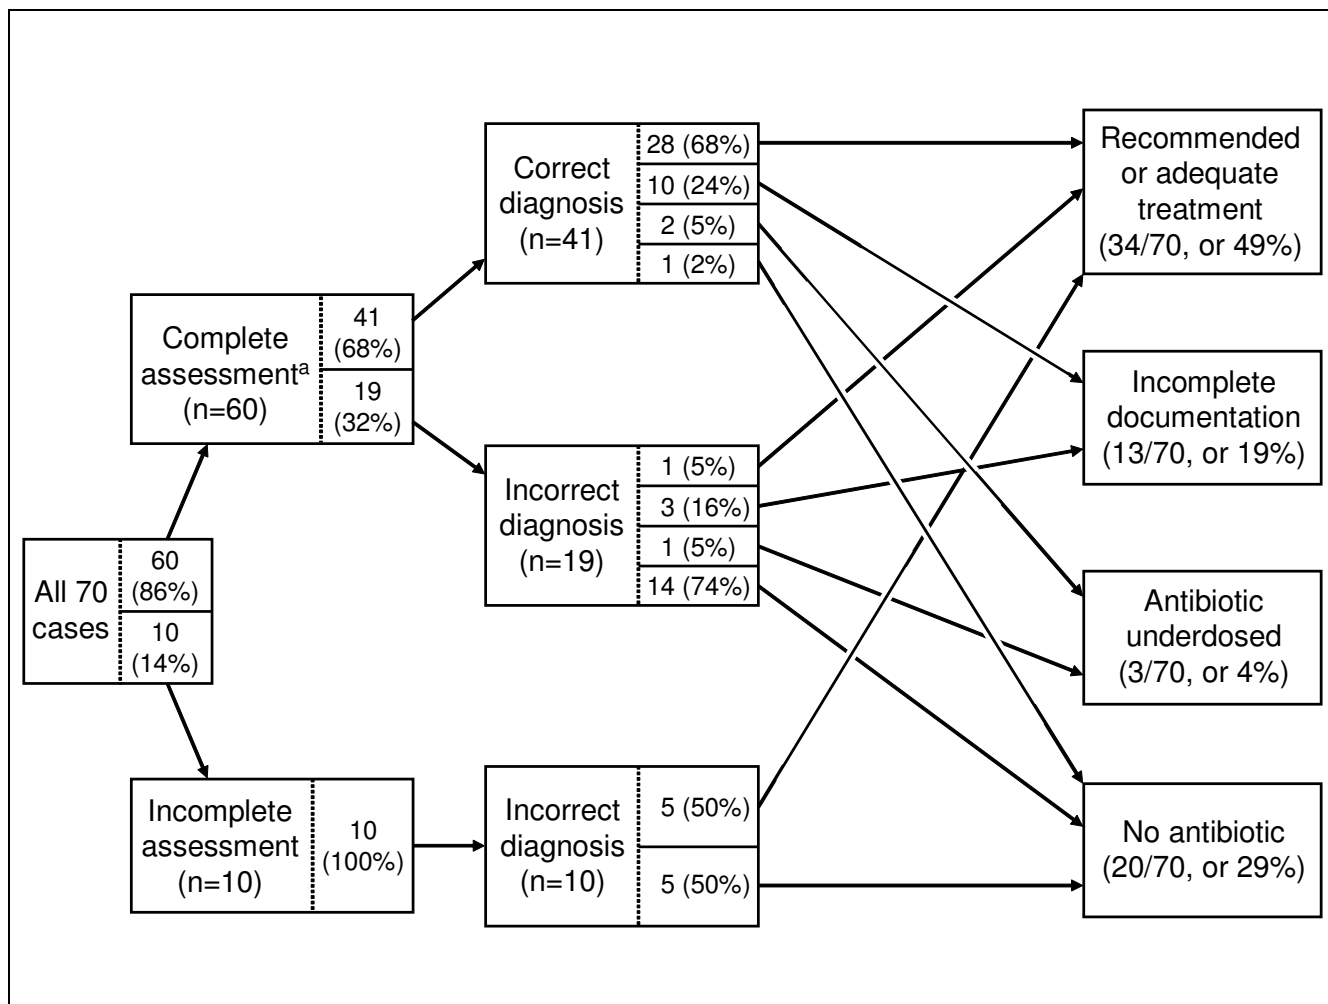 All 70
cases
60
(86%)
10
(14%)
Complete
assessmentᵃ
(n=60)
41
(68%)
19
(32%)
Incomplete
assessment
(n=10)
10
(100%)
Correct
diagnosis
(n=41)
28 (68%)
10 (24%)
2 (5%)
1 (2%)
Incorrect
diagnosis
(n=19)
1 (5%)
3 (16%)
1 (5%)
14 (74%)
Incorrect
diagnosis
(n=10)
5 (50%)
5 (50%)
Recommended
or adequate
treatment
(34/70, or 49%)
Incomplete
documentation
(13/70, or 19%)
Antibiotic
underdosed
(3/70, or 4%)
No antibiotic
(20/70, or 29%)